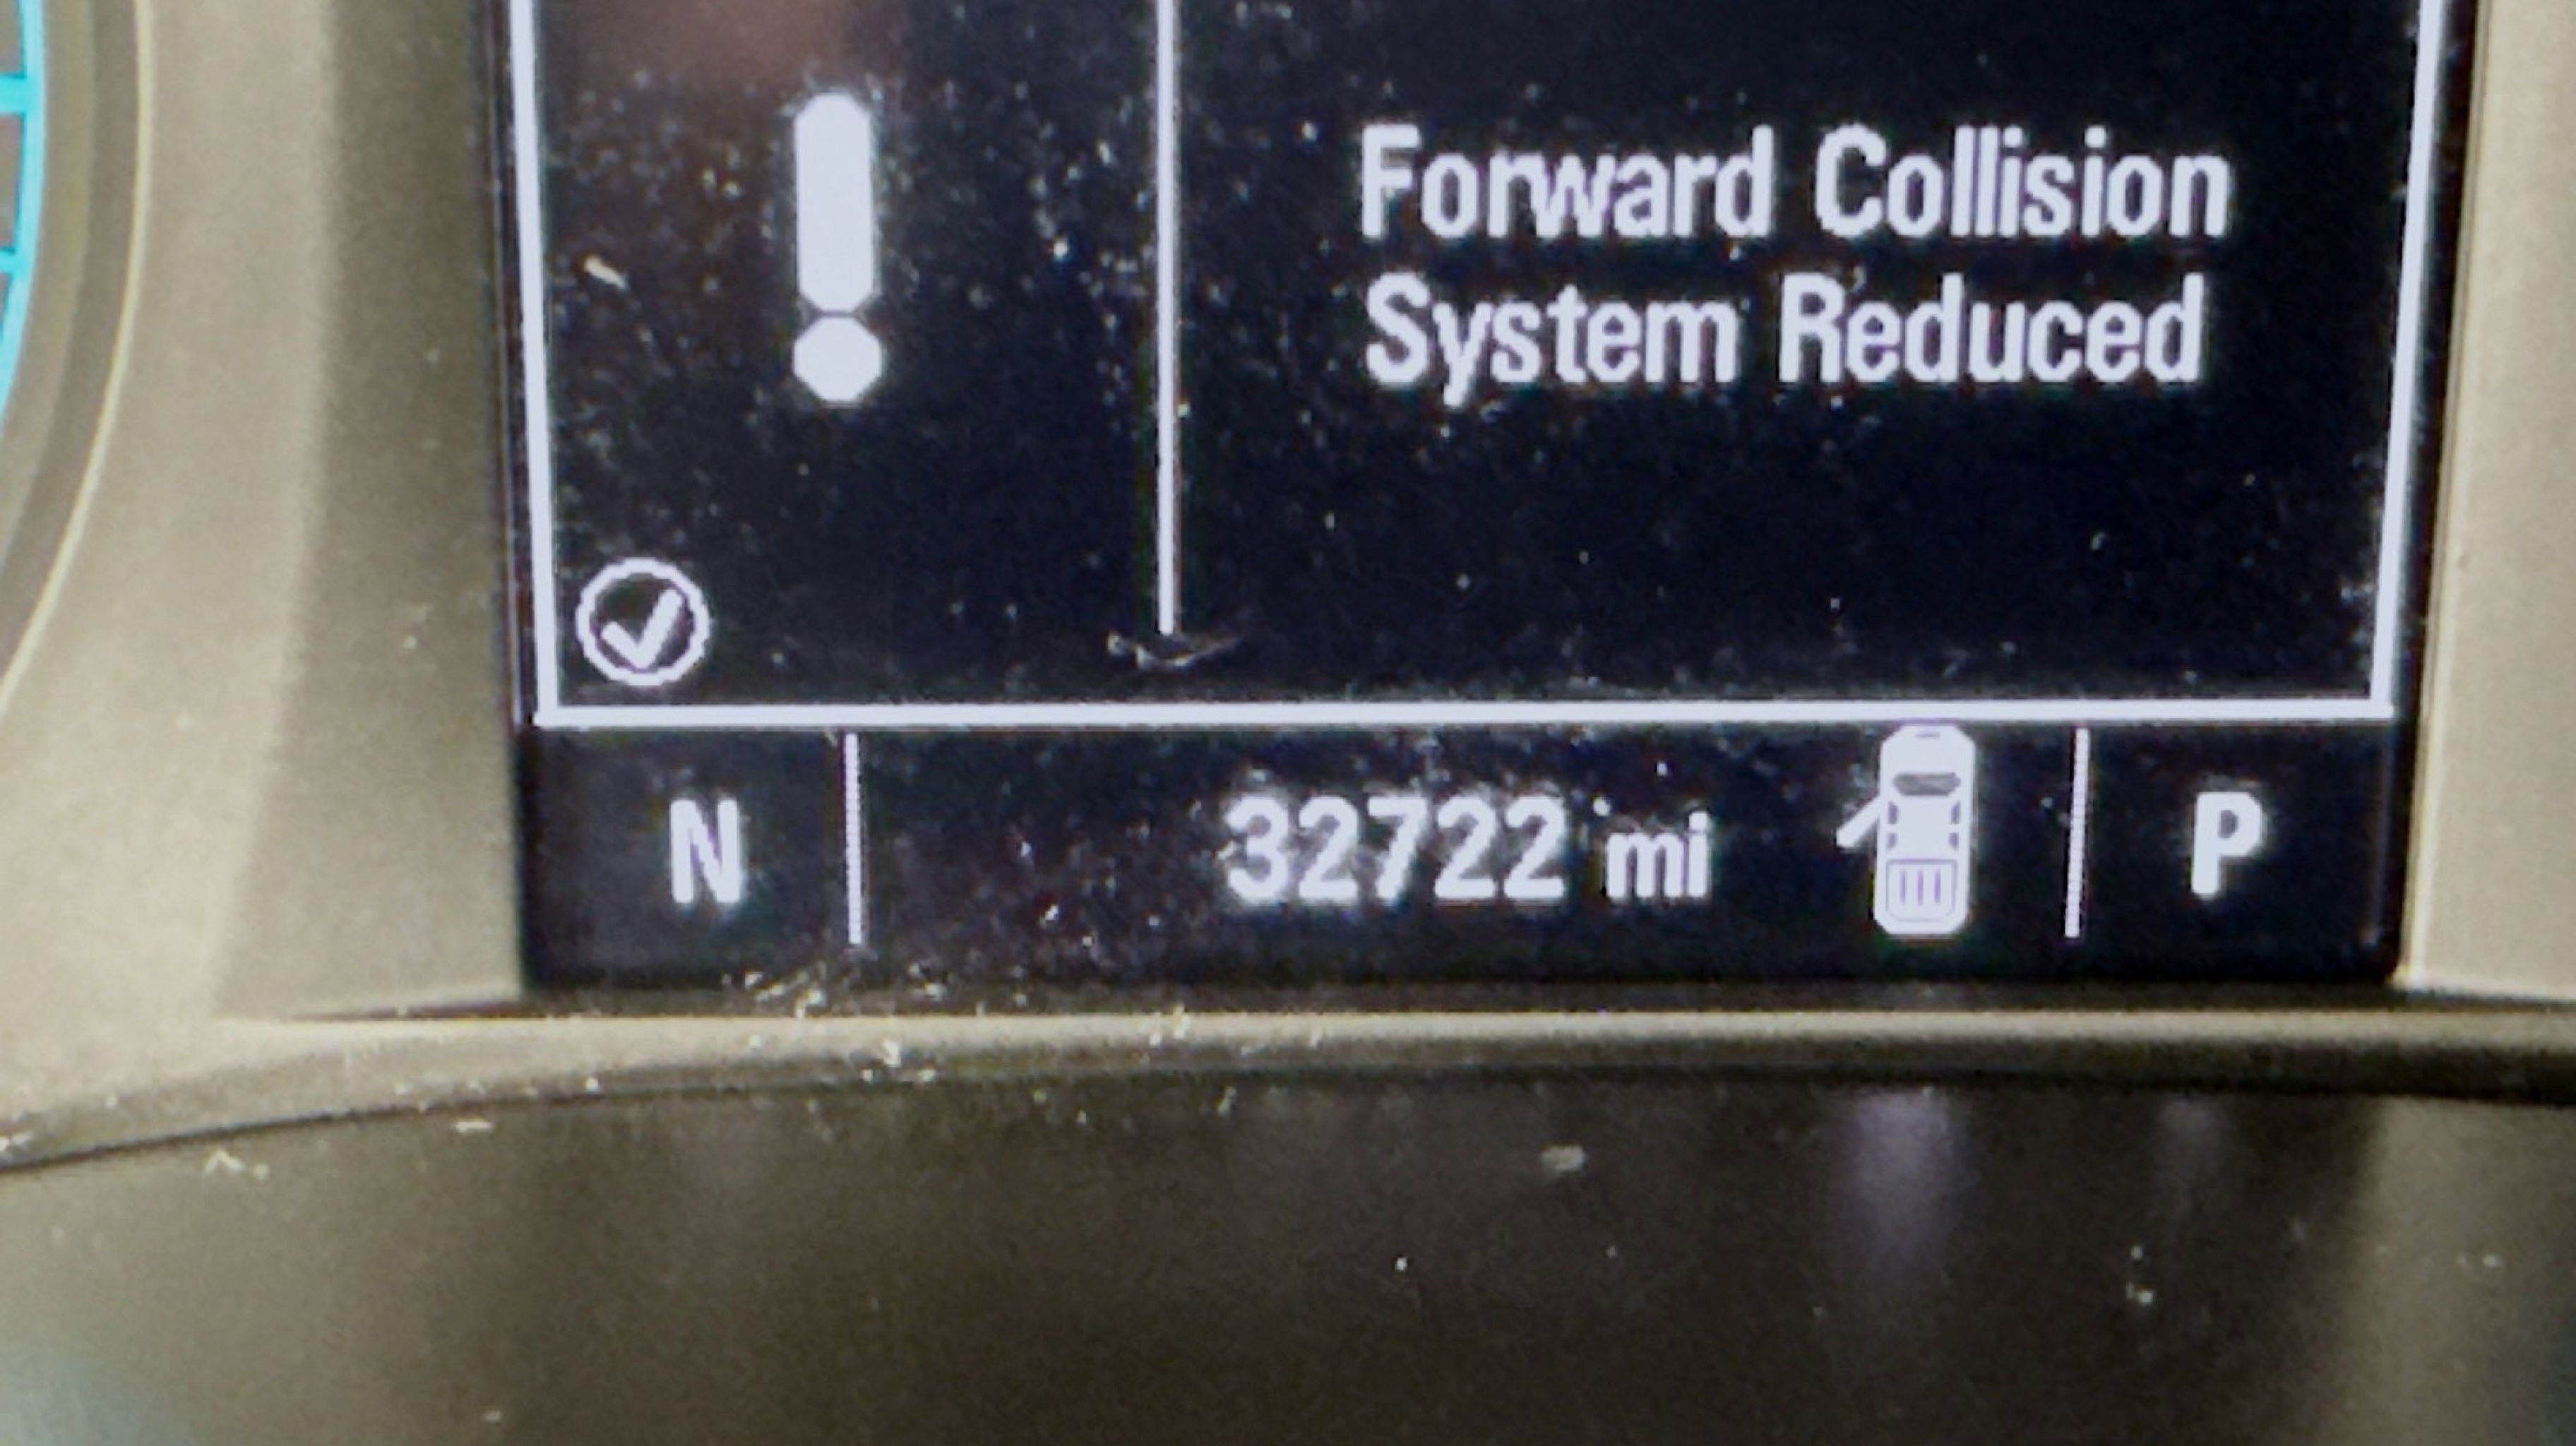 Forward Collision
System Reduced
N 32722 mi P